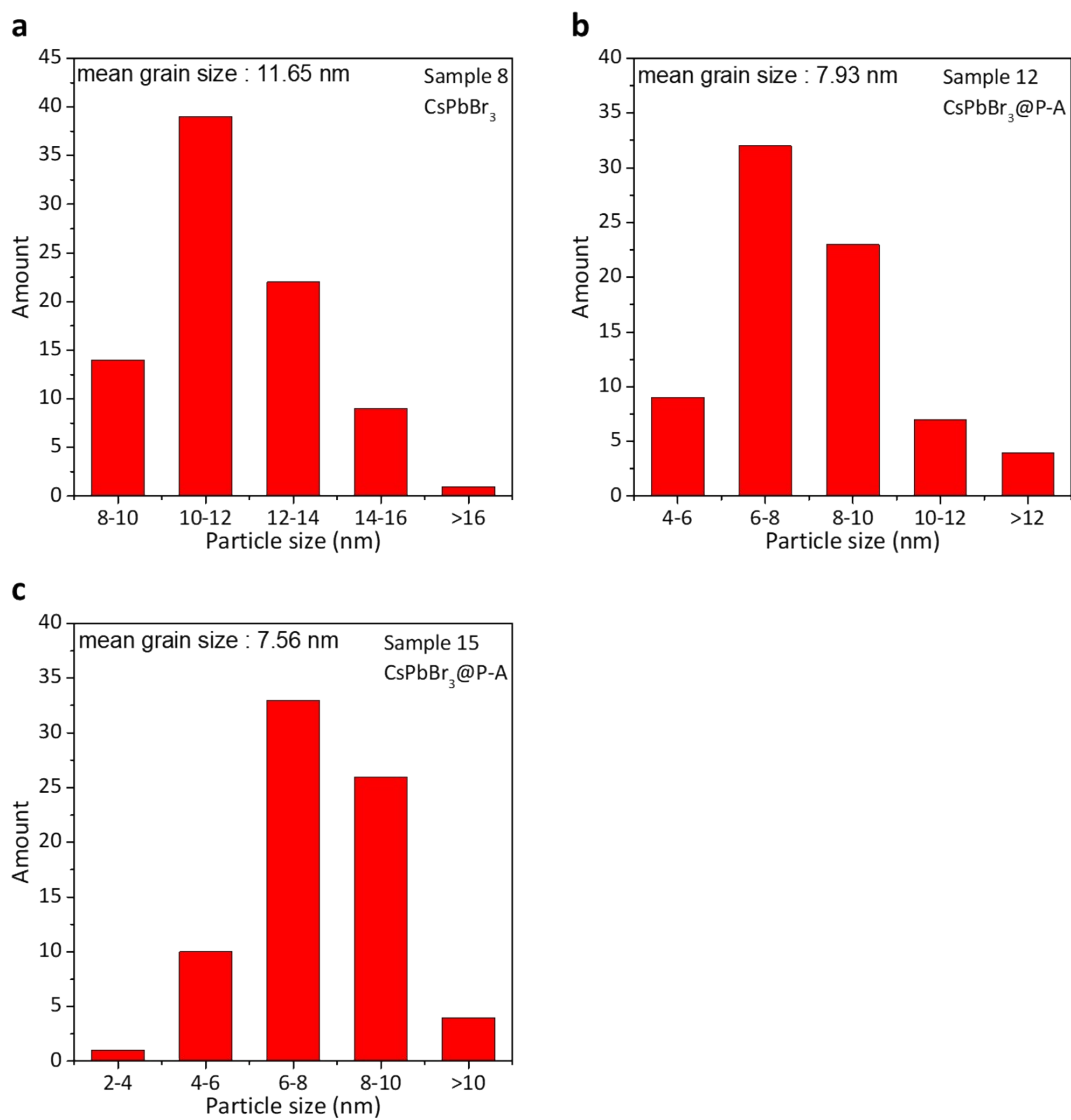 a
mean grain size : 11.65 nm
Sample 8
CsPbBr₃
45
40
35
30
25
20
15
10
5
0
Amount
8-10 10-12 12-14 14-16 >16
Particle size (nm)
b
mean grain size : 7.93 nm
Sample 12
CsPbBr₃@P-A
40
35
30
25
20
15
10
5
0
Amount
4-6 6-8 8-10 10-12 >12
Particle size (nm)
c
mean grain size : 7.56 nm
Sample 15
CsPbBr₃@P-A
40
35
30
25
20
15
10
5
0
Amount
2-4 4-6 6-8 8-10 >10
Particle size (nm)